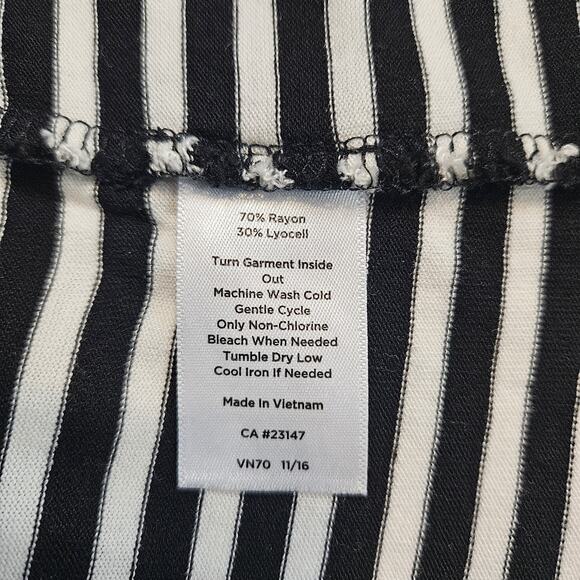 70% Rayon
30% Lyocell
Turn Garment Inside
Out
Machine Wash Cold
Gentle Cycle
Only Non-Chlorine
Bleach When Needed
Tumble Dry Low
Cool Iron If Needed
Made In Vietnam
CA #23147
VN70 11/16